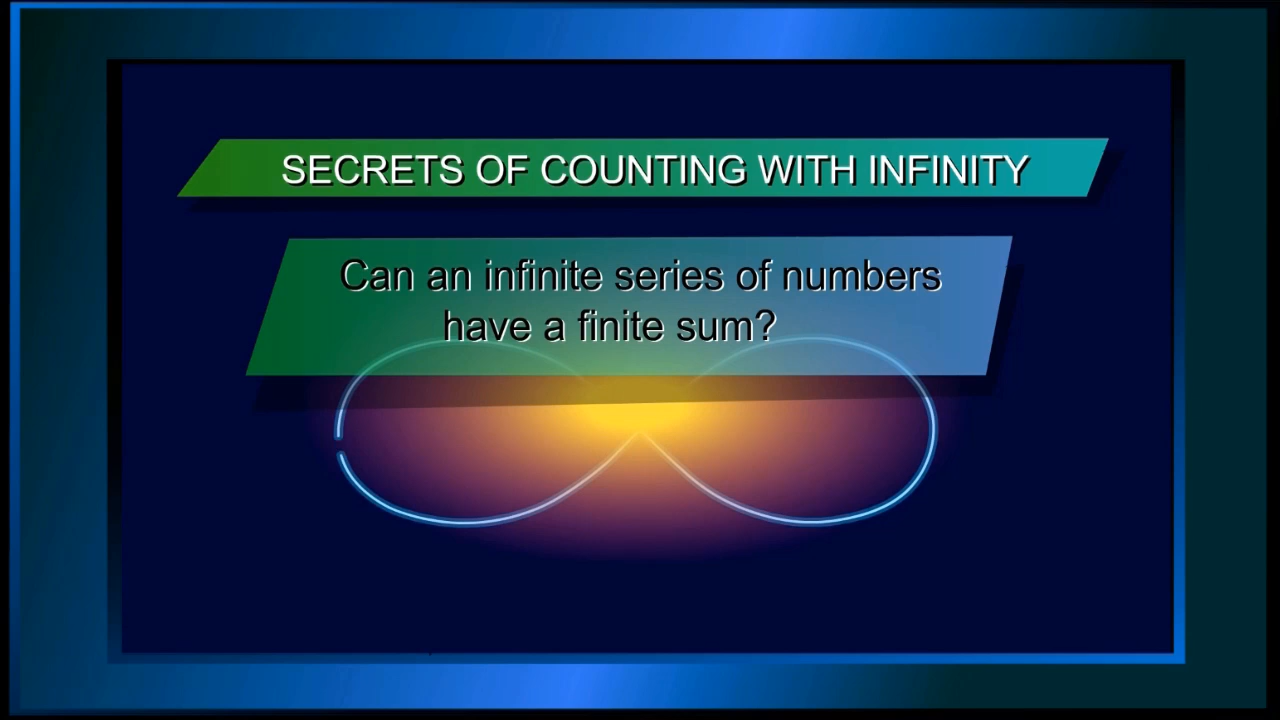 SECRETS OF COUNTING WITH INFINITY
Can an infinite series of numbers
have a finite sum?